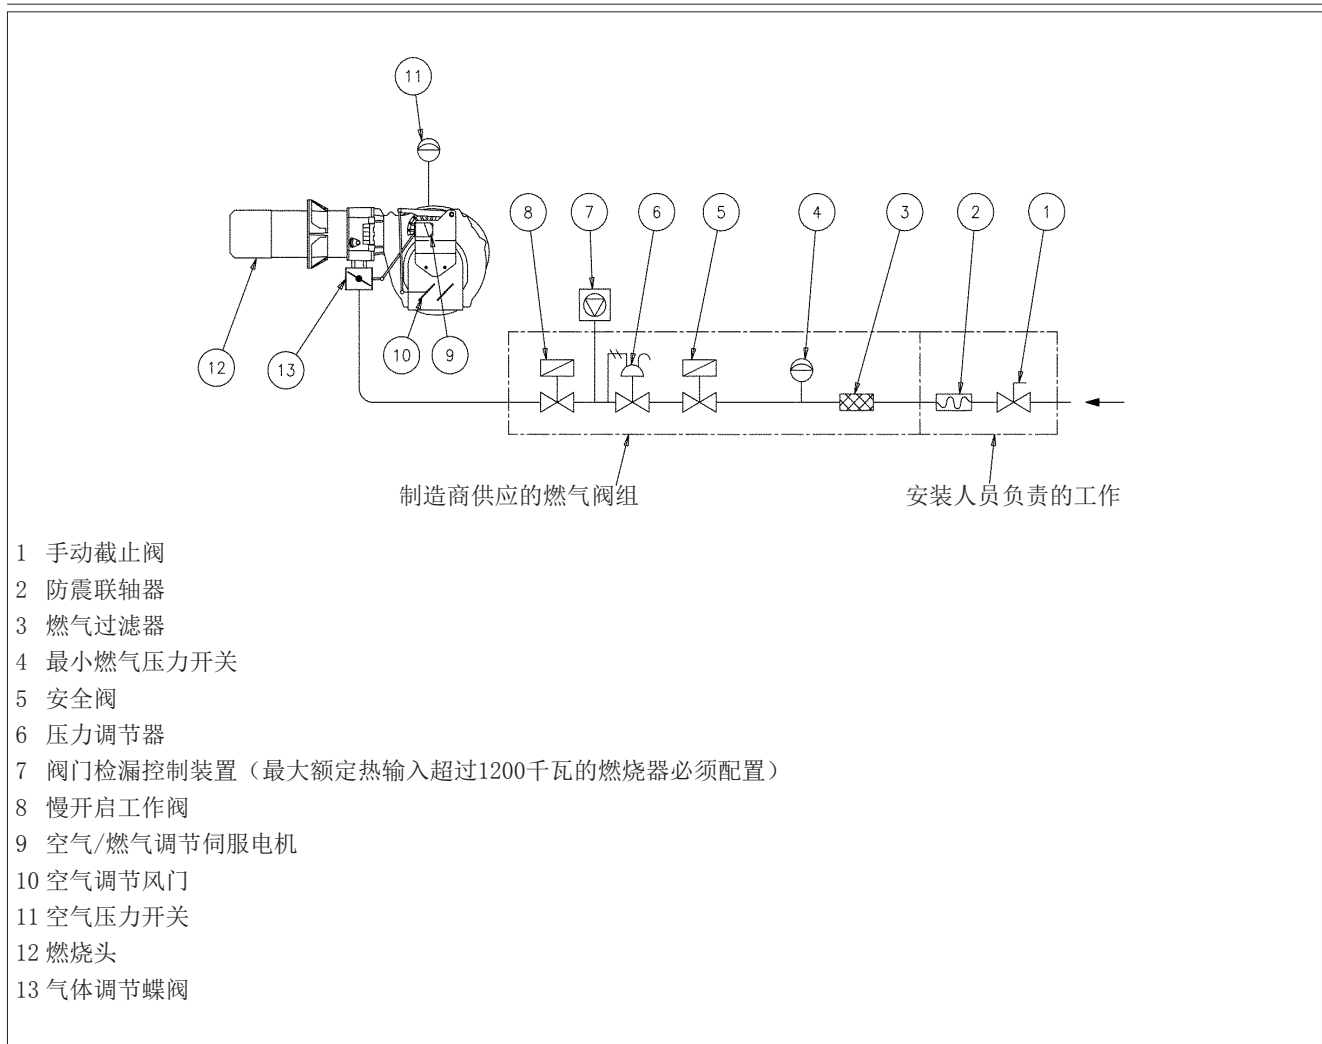 11
8 7 6 5 4 3 2 1
12 13 10 9
制造商供应的燃气阀组 安装人员负责的工作
1 手动截止阀
2 防震联轴器
3 燃气过滤器
4 最小燃气压力开关
5 安全阀
6 压力调节器
7 阀门检漏控制装置（最大额定热输入超过1200千瓦的燃烧器必须配置）
8 慢开启工作阀
9 空气/燃气调节伺服电机
10 空气调节风门
11 空气压力开关
12 燃烧头
13 气体调节蝶阀